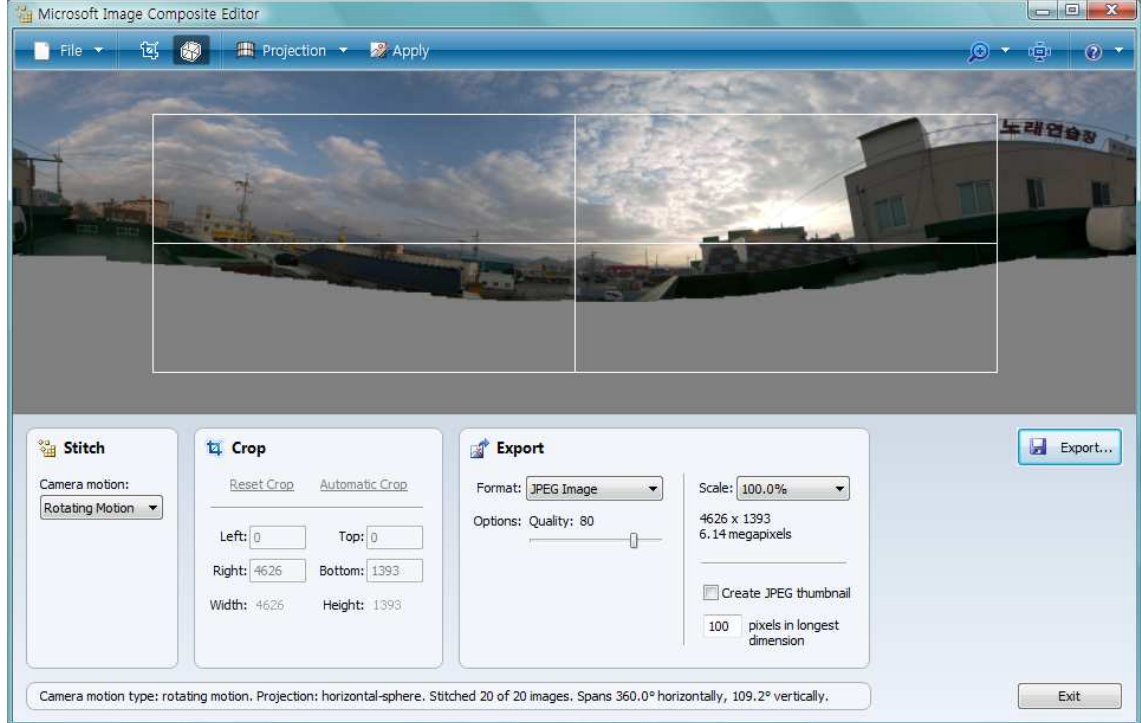 Microsoft Image Composite Editor
File Projection Apply
노래연습장
Stitch
Camera motion:
Rotating Motion
Crop
Reset Crop Automatic Crop
Left: 0 Top: 0
Right: 4626 Bottom: 1393
Width: 4626 Height: 1393
Export
Format: JPEG Image
Options: Quality: 80
Scale: 100.0%
4626 x 1393
6.14 megapixels
Create JPEG thumbnail
100 pixels in longest
dimension
Export...
Camera motion type: rotating motion. Projection: horizontal-sphere. Stitched 20 of 20 images. Spans 360.0° horizontally, 109.2° vertically.
Exit